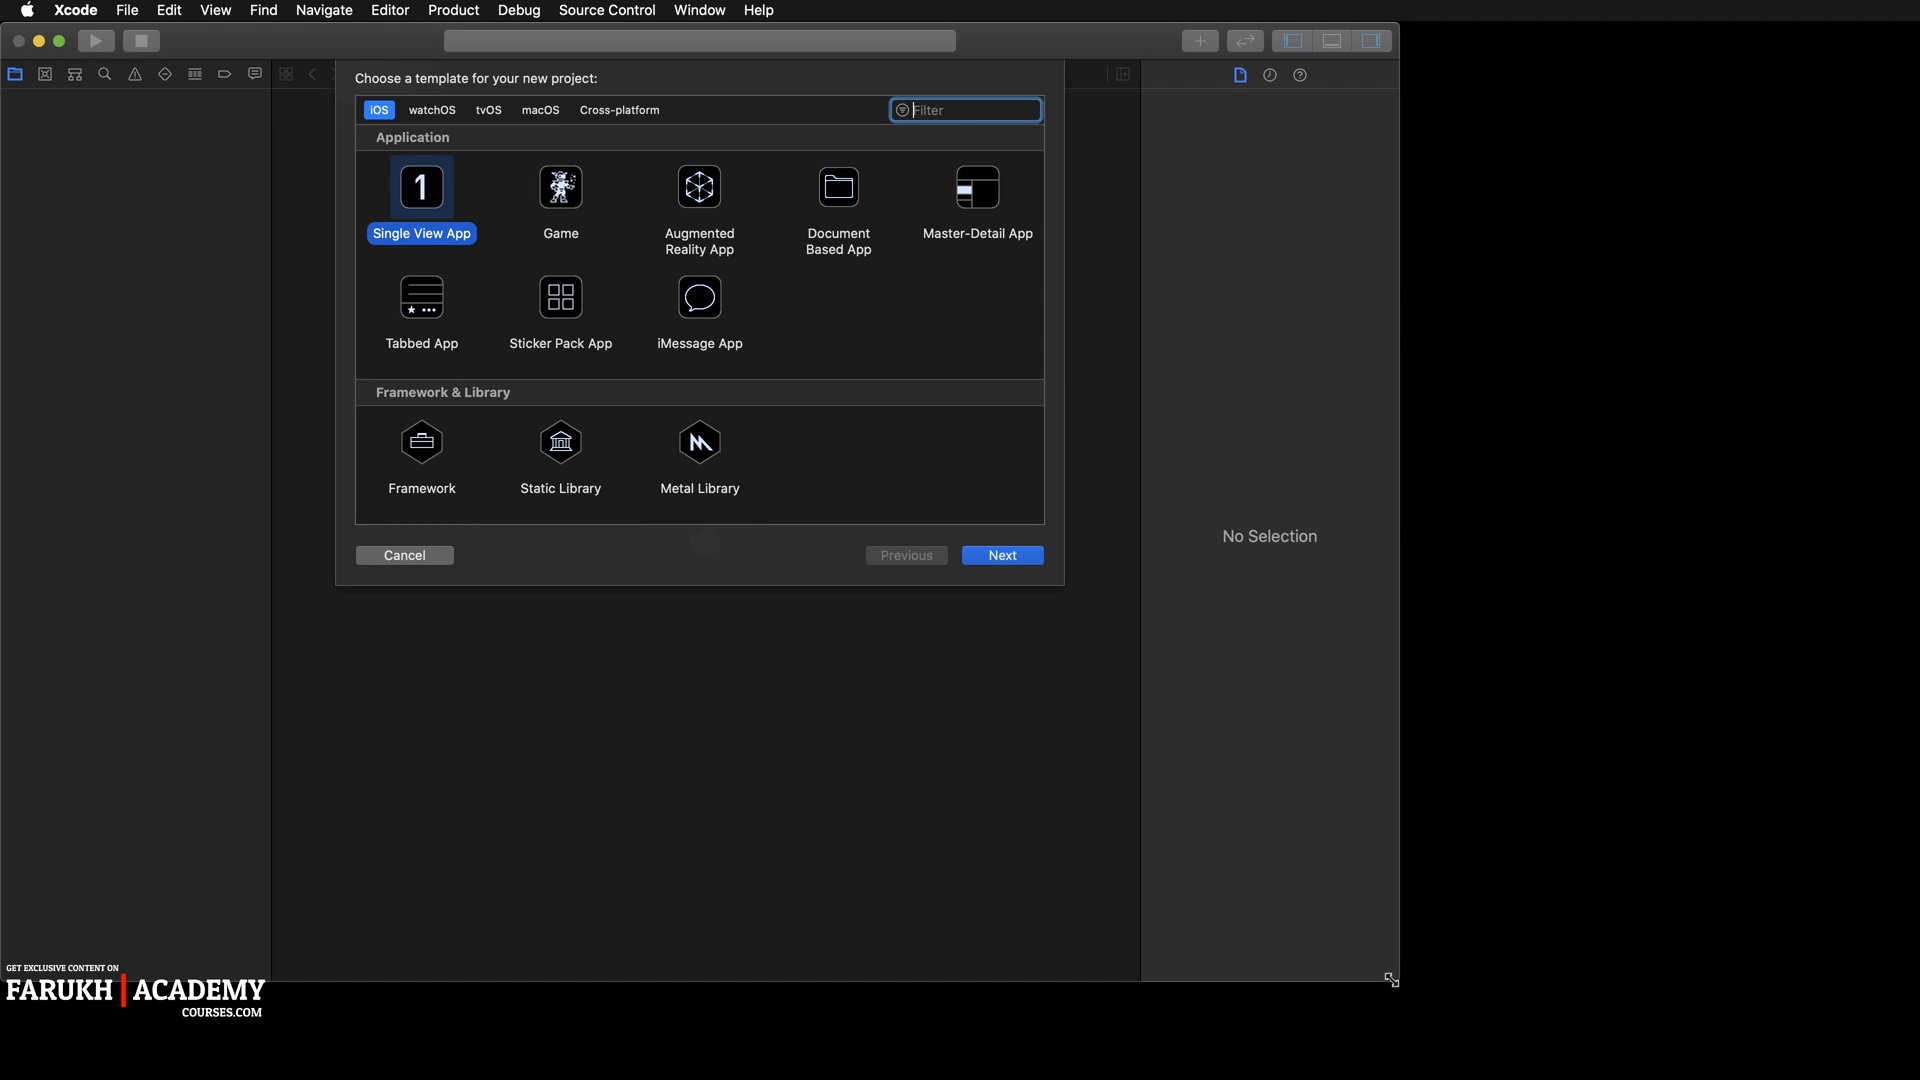 Xcode File Edit View Find Navigate Editor Product Debug Source Control Window Help
Choose a template for your new project:
iOS watchOS tvOS macOS Cross-platform Filter
Application
1
Single View App Game Augmented Reality App Document Based App Master-Detail App
Tabbed App Sticker Pack App iMessage App
Framework & Library
Framework Static Library Metal Library
No Selection
Cancel Previous Next
GET EXCLUSIVE CONTENT ON
FARUKH | ACADEMY
COURSES.COM